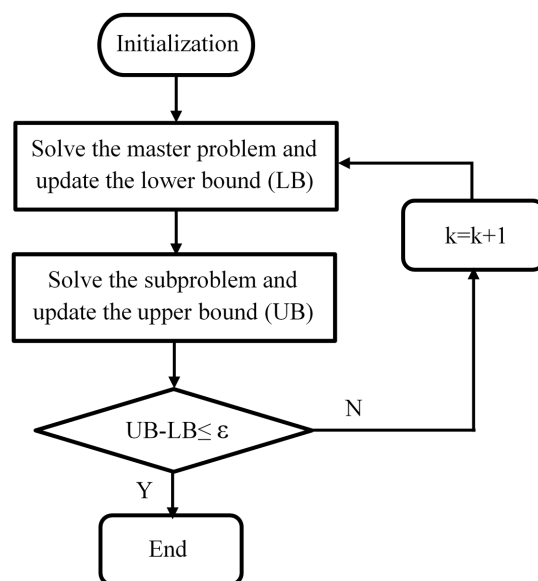 Initialization
Solve the master problem and
update the lower bound (LB)
k=k+1
Solve the subproblem and
update the upper bound (UB)
N
UB-LB≤ ε
Y
End